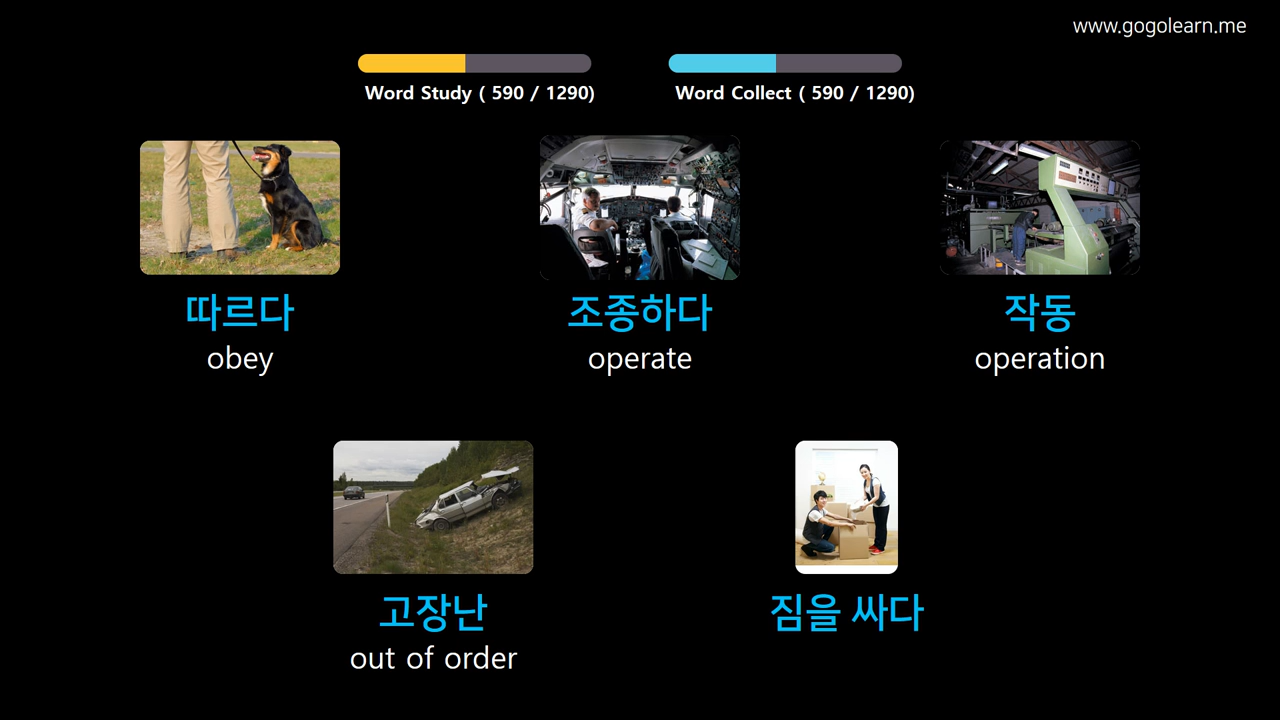 www.gogolearn.me
Word Study ( 590 / 1290)
Word Collect ( 590 / 1290)
따르다
obey
조종하다
operate
작동
operation
고장난
out of order
짐을 싸다